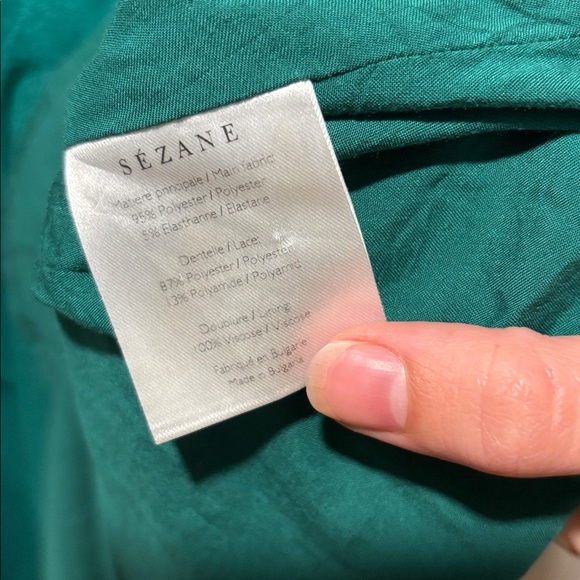 SÉZANE
Matière principale / Main fabric:
95% Polyester / Polyester
5% Elasthanne / Elastane
Dentelle / Lace:
87% Polyester / Polyester
13% Polyamide / Polyamid
Doublure / Lining:
100% Viscose / Viscose
Fabriqué en Bulgarie
Made in Bulgaria